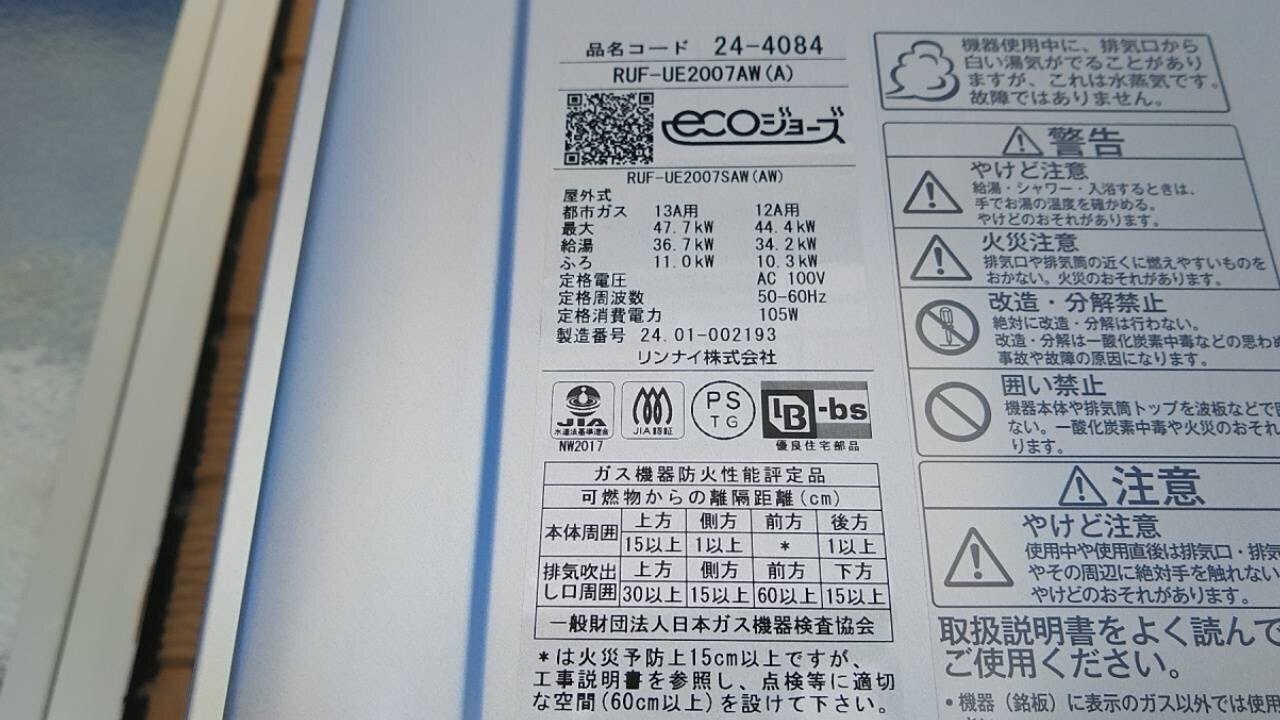 品名コード 24-4084
RUF-UE2007AW(A)
ecoジョーズ
RUF-UE2007SAW(AW)
屋外式
都市ガス 13A用 12A用
最大 47.7kW 44.4kW
給湯 36.7kW 34.2kW
ふろ 11.0kW 10.3kW
定格電圧 AC 100V
定格周波数 50-60Hz
定格消費電力 105W
製造番号 24.01-002193
リンナイ株式会社
JIA
水道法基準適合
NW2017
JIA認証
PS
TG
IB-bs
優良住宅部品
ガス機器防火性能評定品
可燃物からの離隔距離(cm)
本体周囲 上方 側方 前方 後方
15以上 1以上 * 1以上
排気吹出し口周囲 上方 側方 前方 下方
30以上 15以上 60以上 15以上
一般財団法人日本ガス機器検査協会
*は火災予防上15cm以上ですが、
工事説明書を参照し、点検等に適切
な空間(60cm以上)を設けて下さい。
機器使用中に、排気口から
白い湯気がでることがあり
ますが、これは水蒸気です。
故障ではありません。
警告
やけど注意
給湯・シャワー・入浴するときは、
手でお湯の温度を確かめる。
やけどのおそれがあります。
火災注意
排気口や排気筒の近くに燃えやすいものを
おかない。火災のおそれがあります。
改造・分解禁止
絶対に改造・分解は行わない。
改造・分解は一酸化炭素中毒などの思わ
事故や故障の原因になります。
囲い禁止
機器本体や排気筒トップを波板などで
ない。一酸化炭素中毒や火災のおそれ
ります。
注意
やけど注意
使用中や使用直後は排気口・排気
やその周辺に絶対手を触れない
やけどのおそれがあります。
取扱説明書をよく読んで
ご使用ください。
・機器(銘板)に表示のガス以外では使用